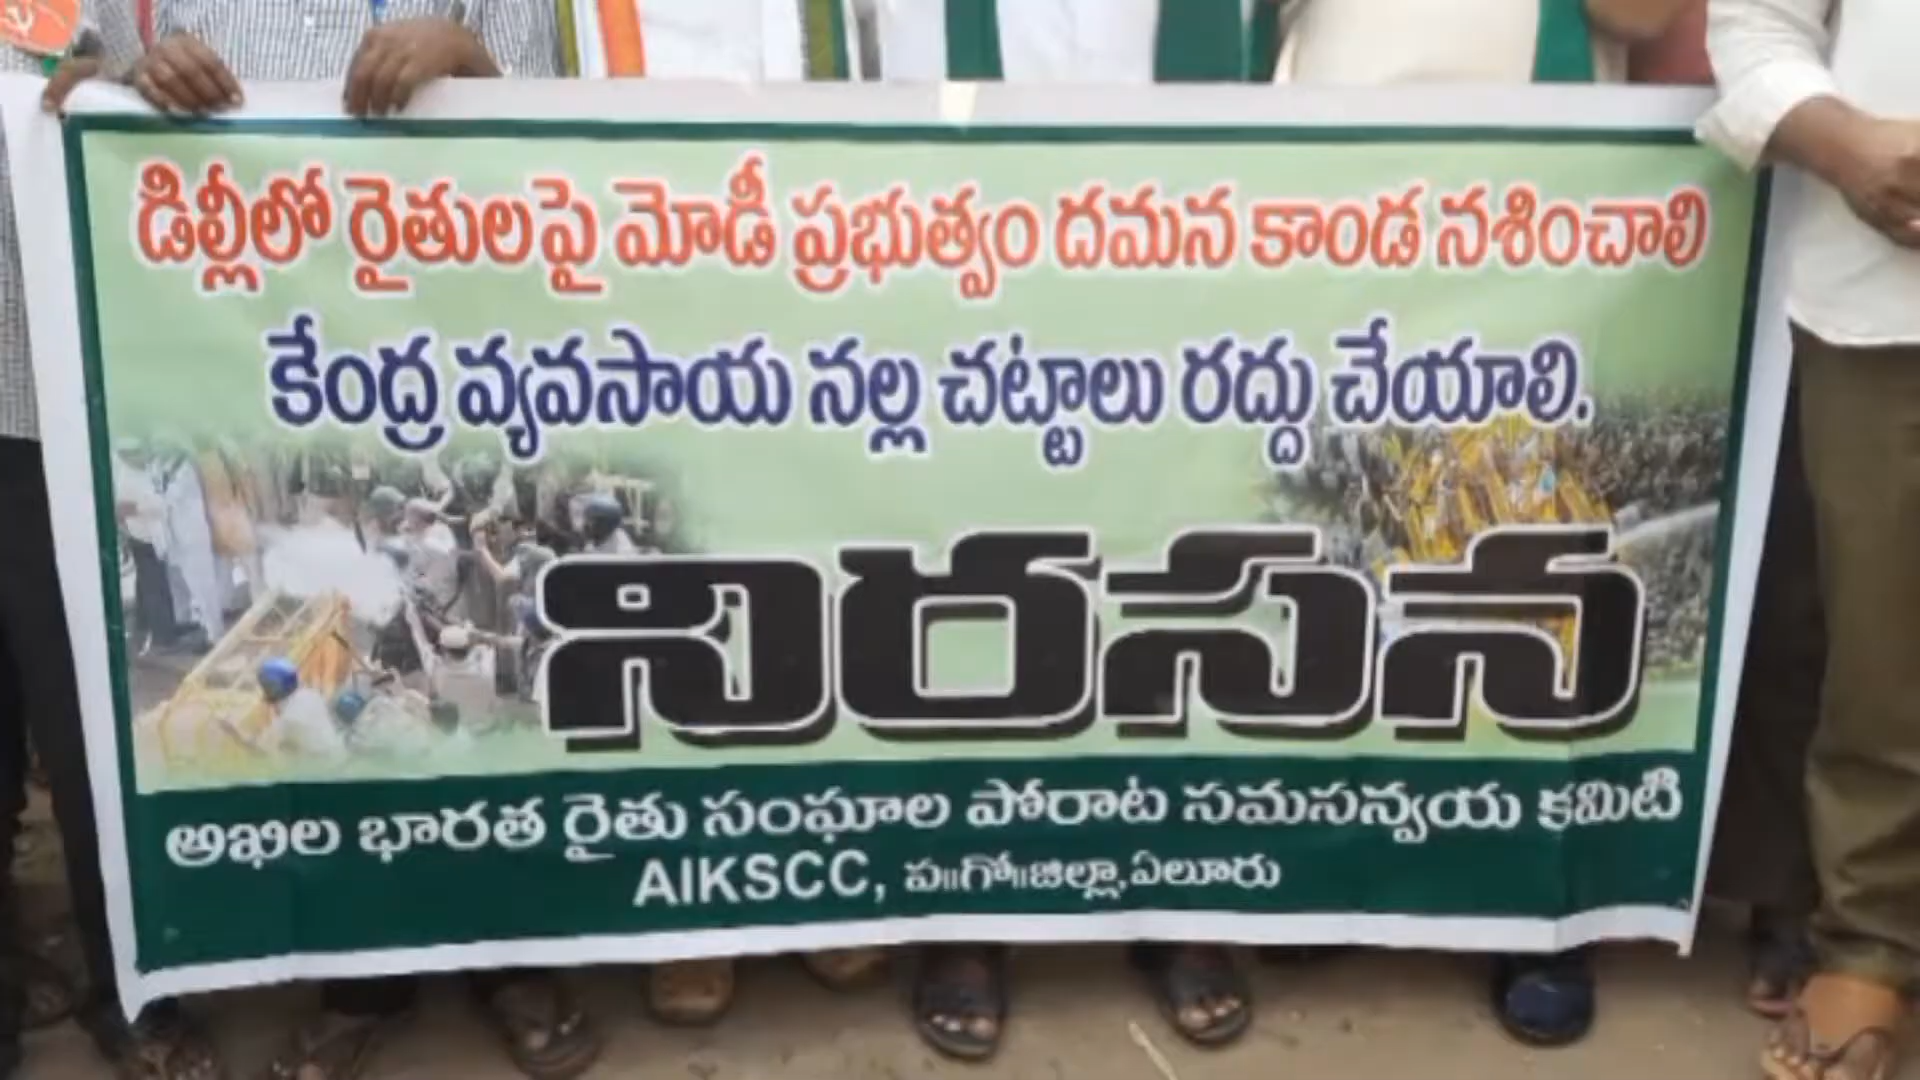 డిల్లీలో రైతులపై మోడీ ప్రభుత్వం దమన కాండ నశించాలి
కేంద్ర వ్యవసాయ నల్ల చట్టాలు రద్దు చేయాలి.
నిరసన
అఖిల భారత రైతు సంఘాల పోరాట సమసన్వయ కమిటి
AIKSCC, ప॥గో॥జిల్లా,ఏలూరు